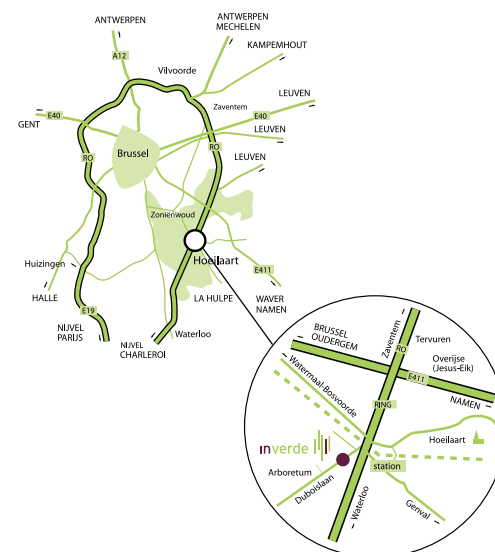 ANTWERPEN
ANTWERPEN
MECHELEN
KAMPEMHOUT
A12
Vilvoorde
LEUVEN
Zaventem
E40
E40
GENT
LEUVEN
RO
RO
Brussel
LEUVEN
Zoniënwoud
Hoeilaart
Huizingen
E411
HALLE
LA HULPE
WAVER
NAMEN
E19
NIJVEL
PARIJS
Waterloo
NIJVEL
CHARLEROI
BRUSSEL
OUDERGEM
Zaventem
Tervuren
RO
Overijse
(Jesus-Eik)
E411
NAMEN
Watermaal-Bosvoorde
RING
Hoeilaart
inverde
station
Arboretum
Duboislaan
Waterloo
Genval